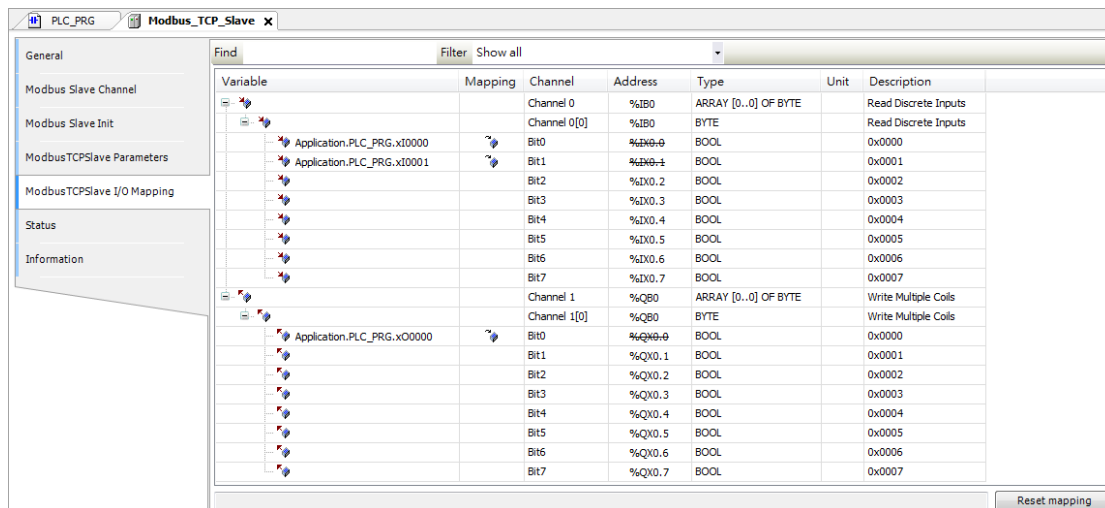 PLC_PRG Modbus_TCP_Slave x
General
Modbus Slave Channel
Modbus Slave Init
ModbusTCPSlave Parameters
ModbusTCPSlave I/O Mapping
Status
Information
Find Filter Show all
Variable Mapping Channel Address Type Unit Description
Channel 0 %IB0 ARRAY [0..0] OF BYTE Read Discrete Inputs
Channel 0[0] %IB0 BYTE Read Discrete Inputs
Application.PLC_PRG.xI0000 Bit0 %IX0.0 BOOL 0x0000
Application.PLC_PRG.xI0001 Bit1 %IX0.1 BOOL 0x0001
Bit2 %IX0.2 BOOL 0x0002
Bit3 %IX0.3 BOOL 0x0003
Bit4 %IX0.4 BOOL 0x0004
Bit5 %IX0.5 BOOL 0x0005
Bit6 %IX0.6 BOOL 0x0006
Bit7 %IX0.7 BOOL 0x0007
Channel 1 %QB0 ARRAY [0..0] OF BYTE Write Multiple Coils
Channel 1[0] %QB0 BYTE Write Multiple Coils
Application.PLC_PRG.xO0000 Bit0 %QX0.0 BOOL 0x0000
Bit1 %QX0.1 BOOL 0x0001
Bit2 %QX0.2 BOOL 0x0002
Bit3 %QX0.3 BOOL 0x0003
Bit4 %QX0.4 BOOL 0x0004
Bit5 %QX0.5 BOOL 0x0005
Bit6 %QX0.6 BOOL 0x0006
Bit7 %QX0.7 BOOL 0x0007
Reset mapping